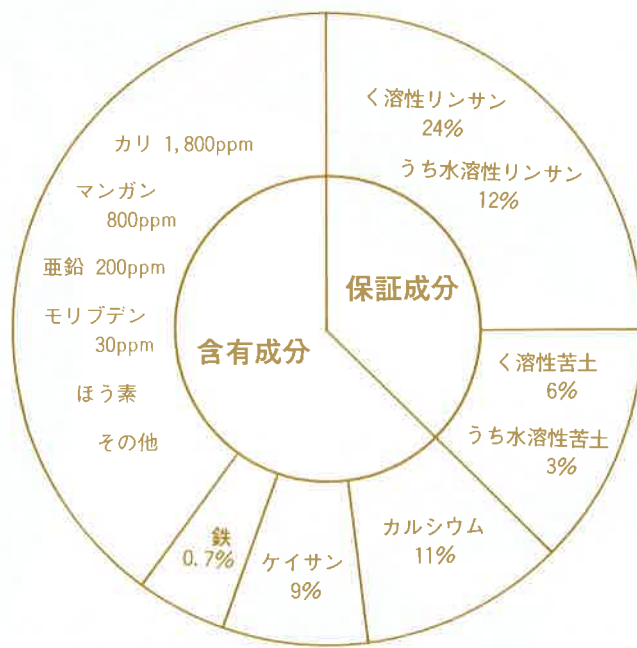 く溶性リンサン
24%
うち水溶性リンサン
12%
保証成分
く溶性苦土
6%
うち水溶性苦土
3%
カルシウム
11%
ケイサン
9%
鉄
0.7%
含有成分
カリ 1,800ppm
マンガン
800ppm
亜鉛 200ppm
モリブデン
30ppm
ほう素
その他